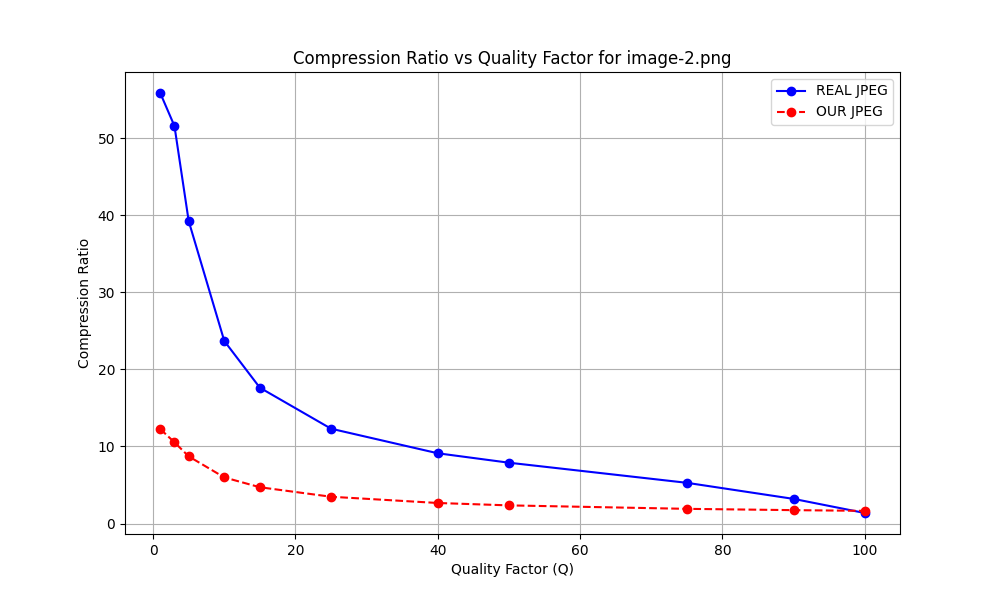 Compression Ratio vs Quality Factor for image-2.png
REAL JPEG
OUR JPEG
Compression Ratio
50
40
30
20
10
0
0 20 40 60 80 100
Quality Factor (Q)